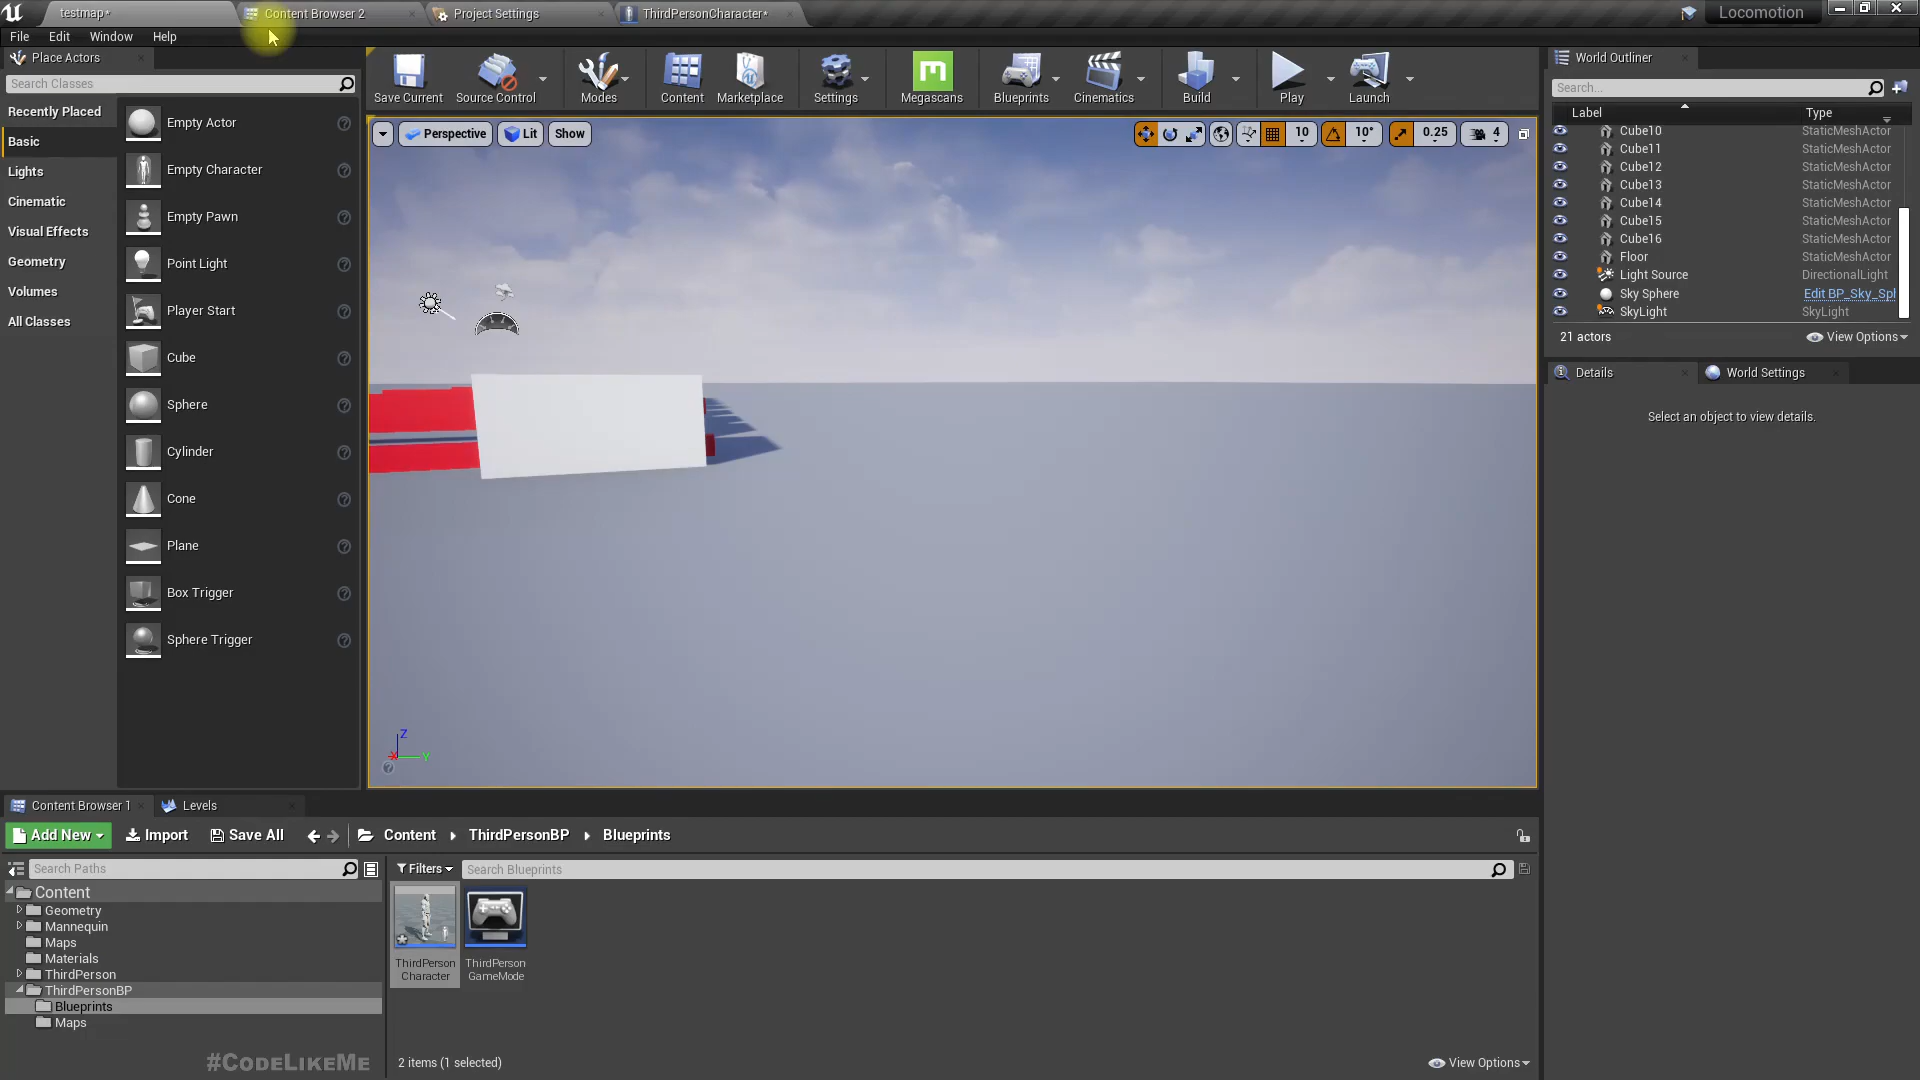 testmap*
Content Browser 2
Project Settings
ThirdPersonCharacter*
Locomotion
File
Edit
Window
Help
Place Actors
Search Classes
Recently Placed
Basic
Lights
Cinematic
Visual Effects
Geometry
Volumes
All Classes
Empty Actor
Empty Character
Empty Pawn
Point Light
Player Start
Cube
Sphere
Cylinder
Cone
Plane
Box Trigger
Sphere Trigger
Save Current
Source Control
Modes
Content
Marketplace
Settings
Megascans
Blueprints
Cinematics
Build
Play
Launch
Perspective
Lit
Show
10
10°
0.25
4
Z
Y
X
World Outliner
Search...
Label
Type
Cube10 StaticMeshActor
Cube11 StaticMeshActor
Cube12 StaticMeshActor
Cube13 StaticMeshActor
Cube14 StaticMeshActor
Cube15 StaticMeshActor
Cube16 StaticMeshActor
Floor StaticMeshActor
Light Source DirectionalLight
Sky Sphere Edit BP_Sky_Sph
SkyLight SkyLight
21 actors
View Options
Details
World Settings
Select an object to view details.
Content Browser 1
Levels
Add New
Import
Save All
Content
ThirdPersonBP
Blueprints
Search Paths
Filters
Search Blueprints
Content
Geometry
Mannequin
Maps
Materials
ThirdPerson
ThirdPersonBP
Blueprints
Maps
ThirdPerson
Character
ThirdPerson
GameMode
#CodeLikeMe
2 items (1 selected)
View Options